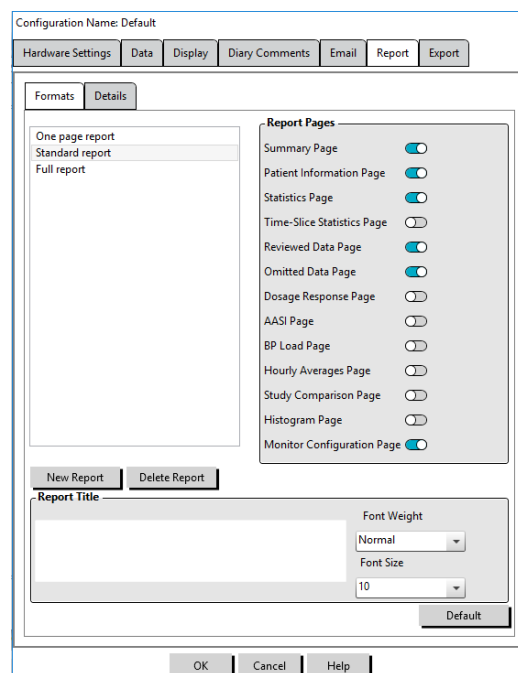 Configuration Name: Default
Hardware Settings Data Display Diary Comments Email Report Export
Formats Details
One page report
Standard report
Full report
Report Pages
Summary Page
Patient Information Page
Statistics Page
Time-Slice Statistics Page
Reviewed Data Page
Omitted Data Page
Dosage Response Page
AASI Page
BP Load Page
Hourly Averages Page
Study Comparison Page
Histogram Page
Monitor Configuration Page
New Report Delete Report
Report Title
Font Weight
Normal
Font Size
10
Default
OK Cancel Help